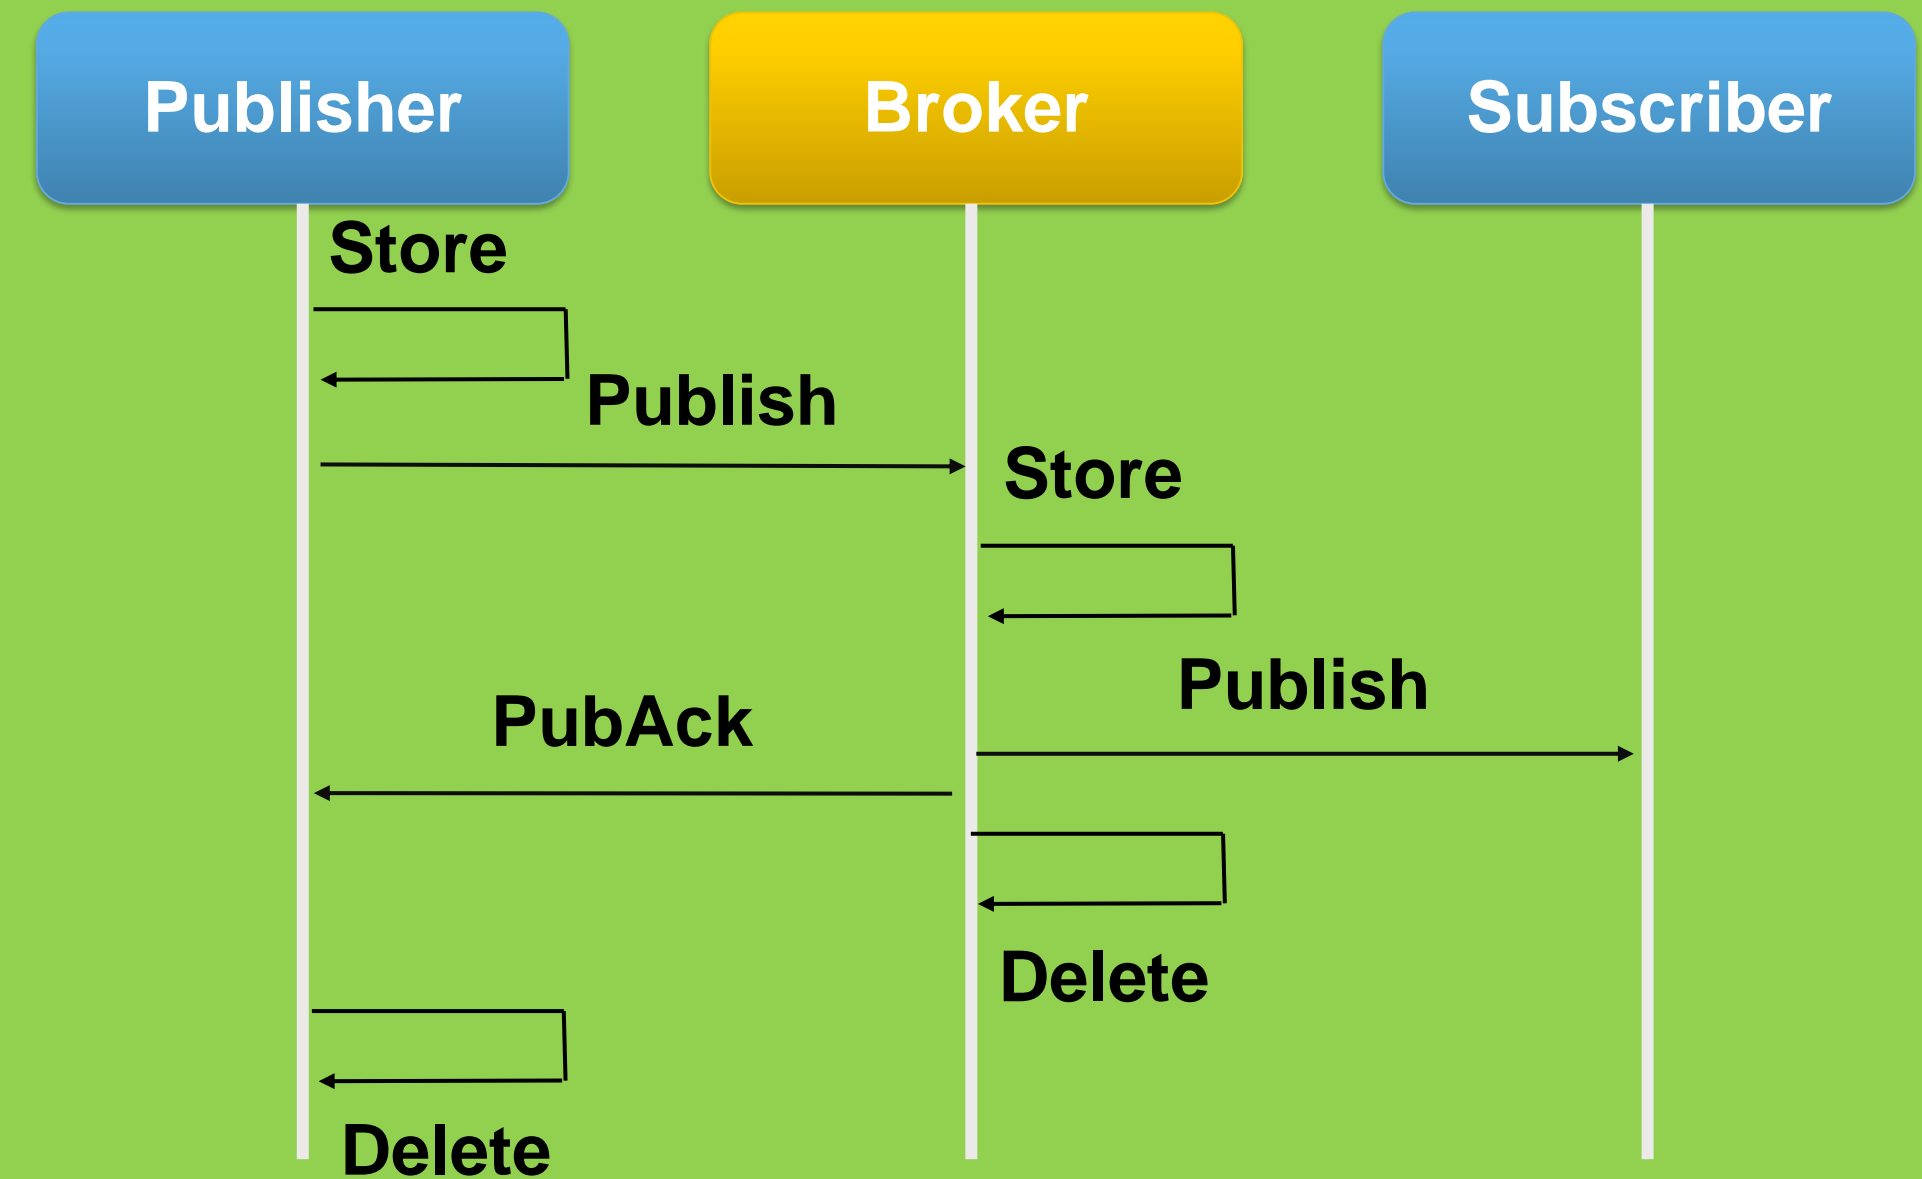 Publisher
Broker
Subscriber
Store
Publish
Store
Publish
PubAck
Delete
Delete